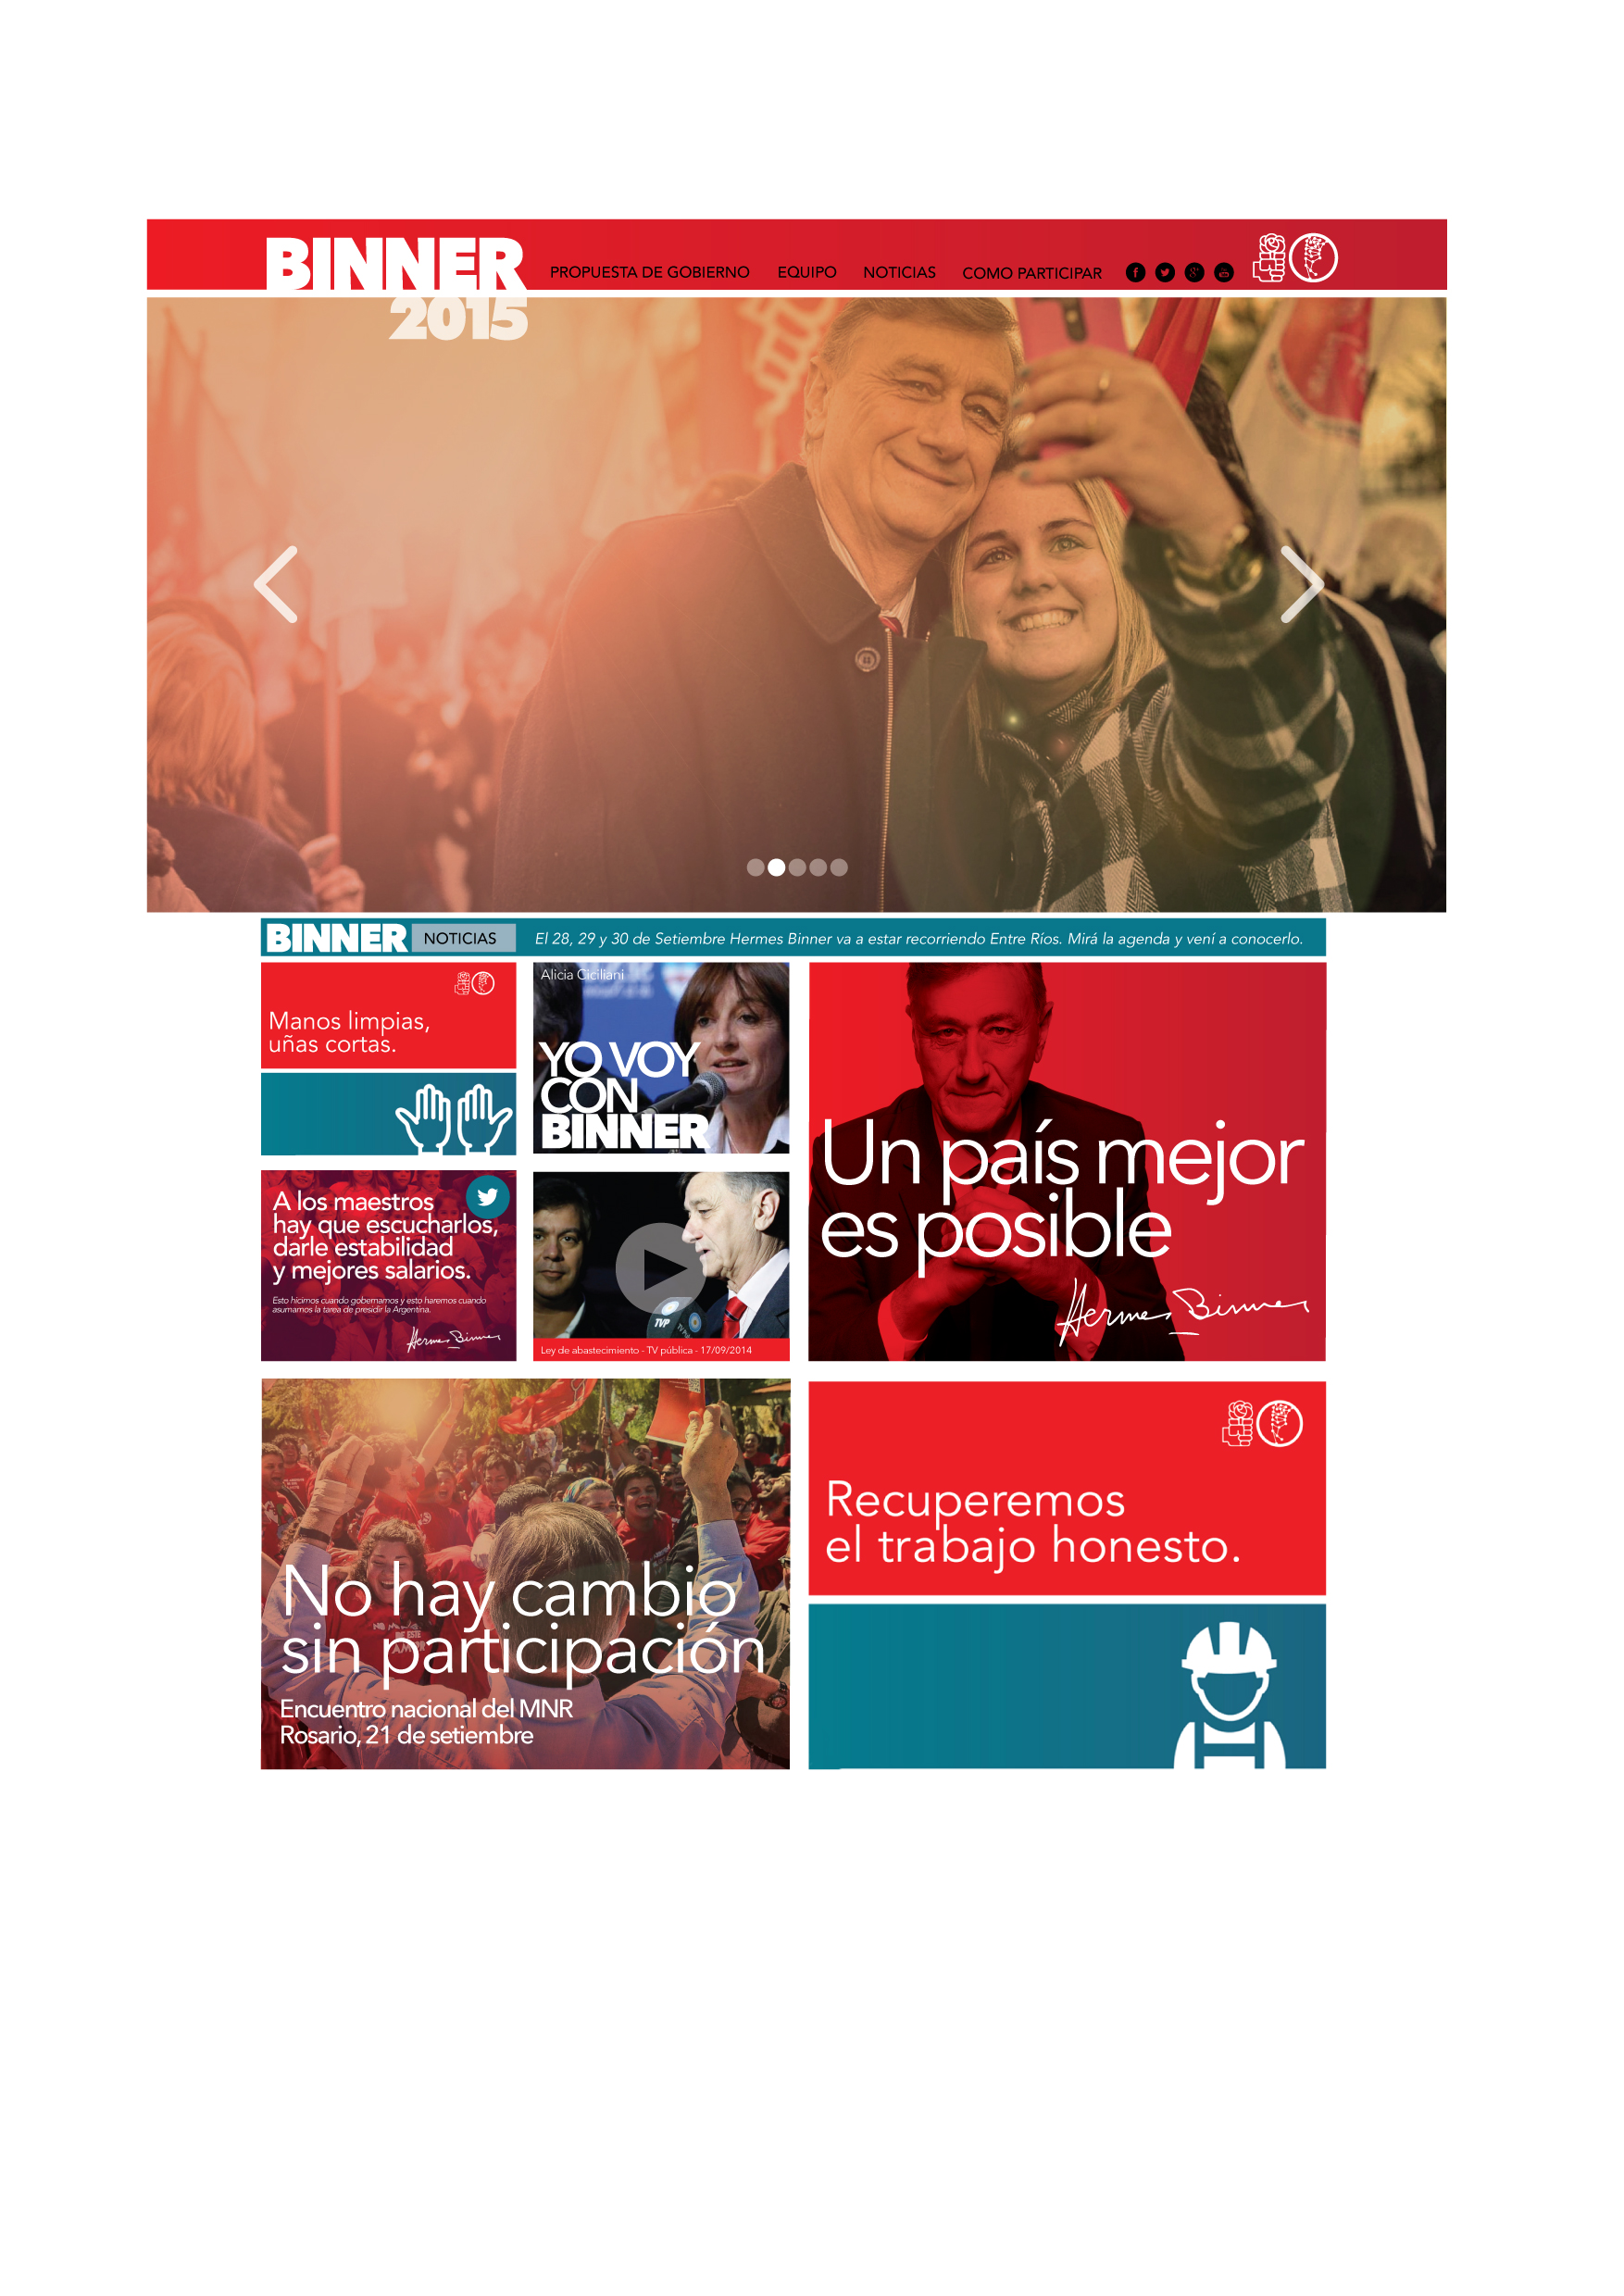 BINNER
2015
PROPUESTA DE GOBIERNO
EQUIPO
NOTICIAS
COMO PARTICIPAR
BINNER
NOTICIAS
El 28, 29 y 30 de Setiembre Hermes Binner va a estar recorriendo Entre Ríos. Mirá la agenda y vení a conocerlo.
Manos limpias,
uñas cortas.
Alicia Ciciliani
YO VOY
CON
BINNER
A los maestros
hay que escucharlos,
darle estabilidad
y mejores salarios.
Esto hicimos cuando gobernamos y esto haremos cuando
asumamos la tarea de presidir la Argentina.
Hermes Binner
TVP
Ley de abastecimiento - TV pública - 17/09/2014
Un país mejor
es posible
Hermes Binner
No hay cambio
sin participación
Encuentro nacional del MNR
Rosario, 21 de setiembre
Recuperemos
el trabajo honesto.